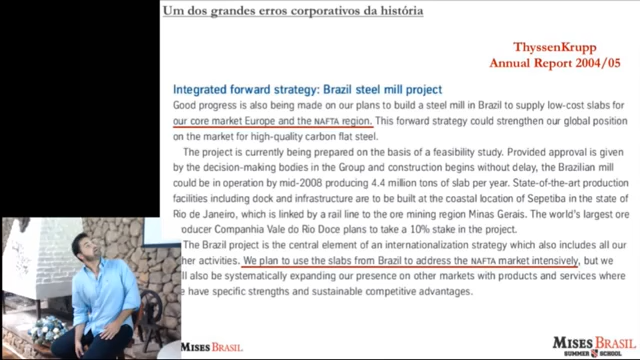 Um dos grandes erros corporativos da história
ThyssenKrupp
Annual Report 2004/05
Integrated forward strategy: Brazil steel mill project
Good progress is also being made on our plans to build a steel mill in Brazil to supply low-cost slabs for
our core market Europe and the NAFTA region. This forward strategy could strengthen our global position
on the market for high-quality carbon flat steel.
The project is currently being prepared on the basis of a feasibility study. Provided approval is given
by the decision-making bodies in the Group and construction begins without delay, the Brazilian mill
could be in operation by mid-2008 producing 4.4 million tons of slab per year. State-of-the-art production
facilities including dock and infrastructure are to be built at the coastal location of Sepetiba in the state of
Rio de Janeiro, which is linked by a rail line to the ore mining region Minas Gerais. The world's largest ore
oducer Companhia Vale do Rio Doce plans to take a 10% stake in the project.
The Brazil project is the central element of an internationalization strategy which also includes all our
her activities. We plan to use the slabs from Brazil to address the NAFTA market intensively, but we
ll also be systematically expanding our presence on other markets with products and services where
e have specific strengths and sustainable competitive advantages.
MISES BRASIL
MISES BRASIL
SUMMER SCHOOL